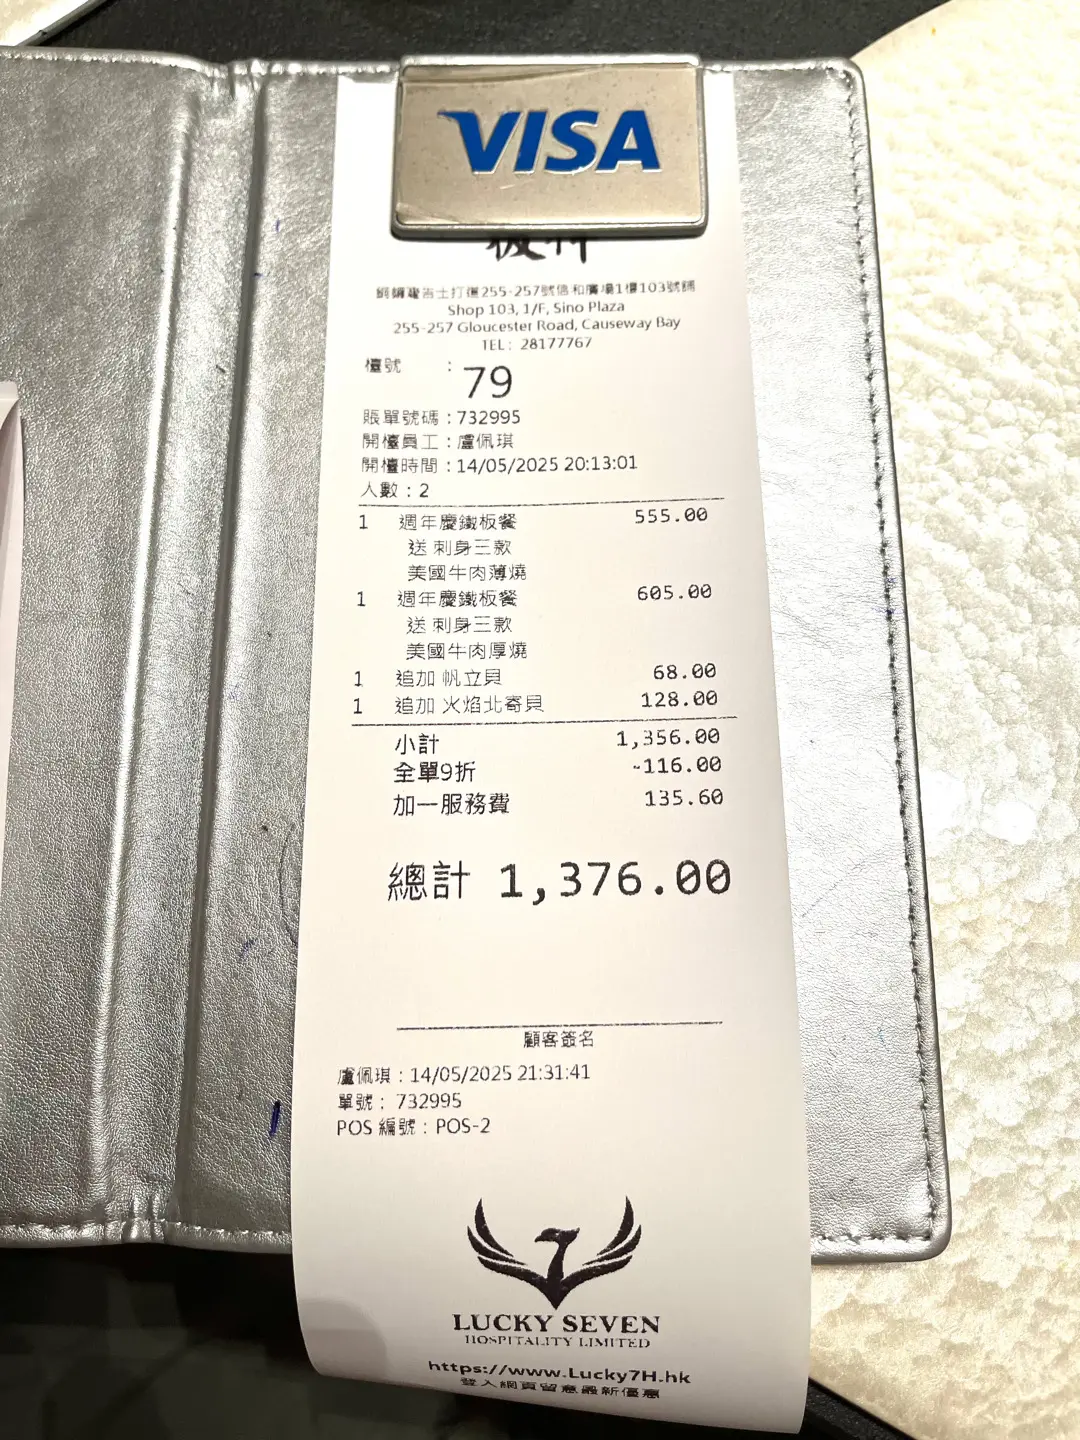 VISA
銅鑼灣告士打道255-257號信和廣場1樓103號舖
Shop 103, 1/F, Sino Plaza
255-257 Gloucester Road, Causeway Bay
TEL: 28177767
檯號 : 79
賬單號碼 : 732995
開檯員工 : 盧佩琪
開檯時間 : 14/05/2025 20:13:01
人數 : 2
1 週年慶鐵板餐 555.00
送 刺身三款
美國牛肉薄燒
1 週年慶鐵板餐 605.00
送 刺身三款
美國牛肉厚燒
1 追加 帆立貝 68.00
1 追加 火焰北寄貝 128.00
小計 1,356.00
全單9折 -116.00
加一服務費 135.60
總計 1,376.00
顧客簽名
盧佩琪 : 14/05/2025 21:31:41
單號 : 732995
POS 編號 : POS-2
LUCKY SEVEN
HOSPITALITY LIMITED
https://www.Lucky7H.hk
登入網頁留意最新優惠